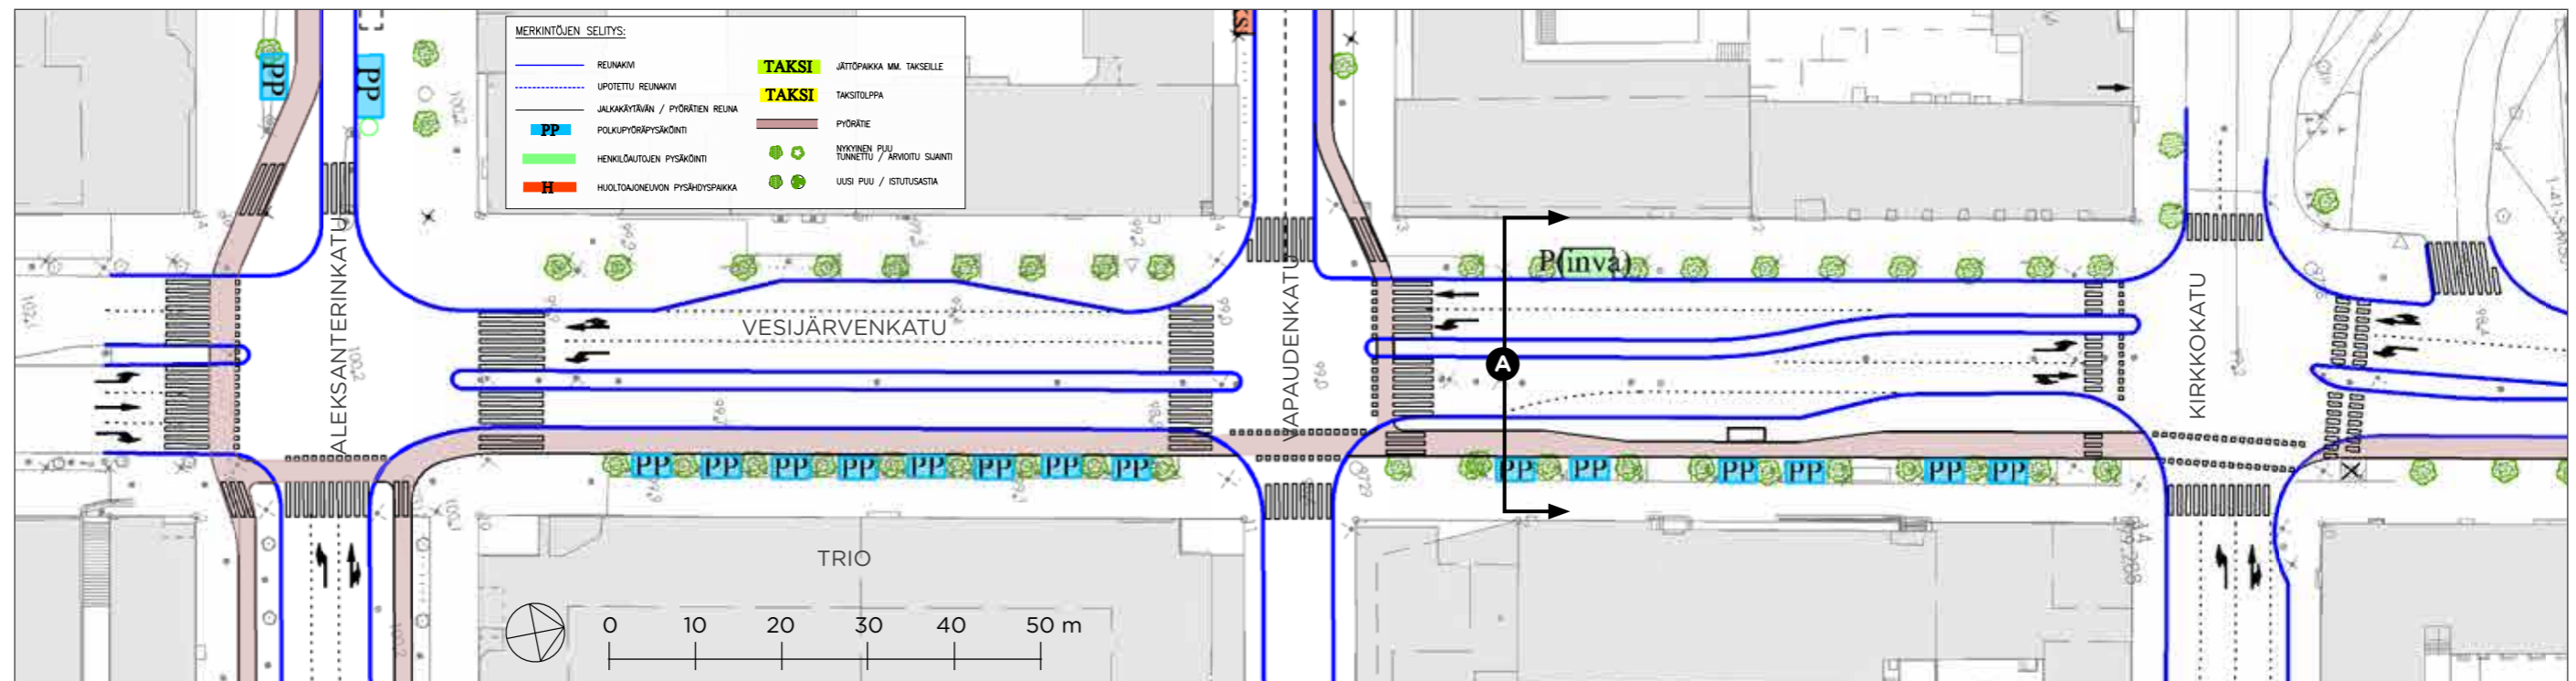 MERKINTÖJEN SELITYS:
REUNAKIVI
UPOTETTU REUNAKIVI
JALKAKÄYTÄVÄN / PYÖRÄTIEN REUNA
PP POLKUPYÖRÄPYSÄKÖINTI
HENKILÖAUTOJEN PYSÄKÖINTI
H HUOLTOAJONEUVON PYSÄHDYSPAIKKA
TAKSI JÄTTÖPAIKKA MM. TAKSEILLE
TAKSI TAKSITOLPPA
PYÖRÄTIE
NYKYINEN PUU
TUNNETTU / ARVIOITU SIJAINTI
UUSI PUU / ISTUTUSASTIA
PP
PP
P(inva)
ALEKSANTERINKATU
VESIJÄRVENKATU
VAPAUDENKATU
KIRKKOKATU
A
PP PP PP PP PP PP PP PP
PP PP PP PP PP PP
TRIO
0 10 20 30 40 50 m